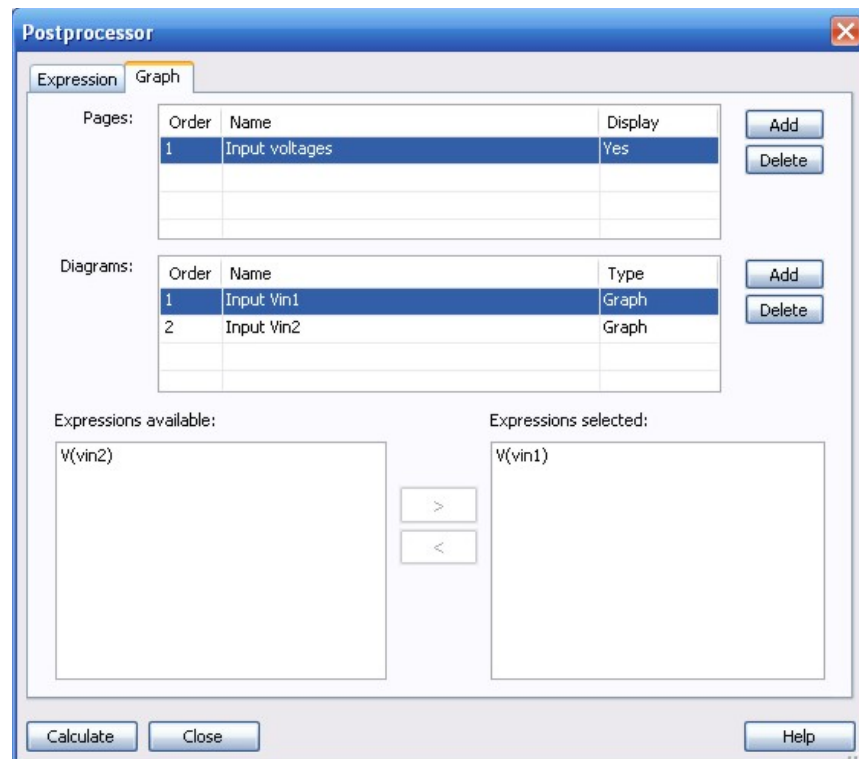 Postprocessor
Expression Graph
Pages:
Order Name Display
1 Input voltages Yes
Add
Delete
Diagrams:
Order Name Type
1 Input Vin1 Graph
2 Input Vin2 Graph
Add
Delete
Expressions available:
V(vin2)
>
<
Expressions selected:
V(vin1)
Calculate Close Help